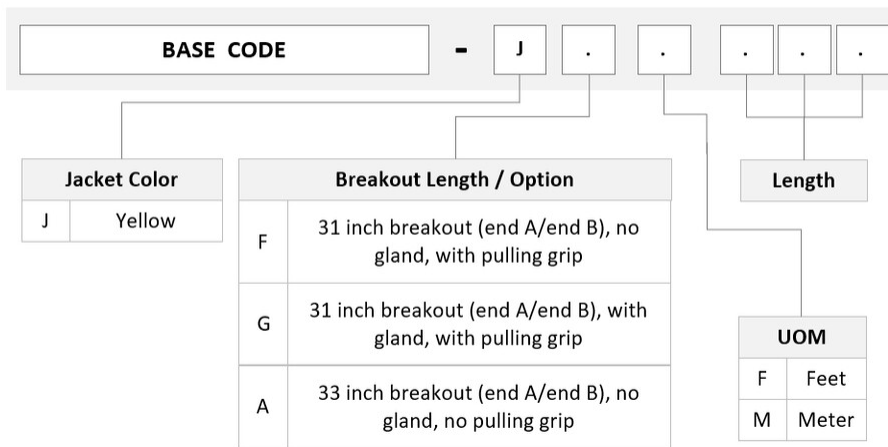 BASE CODE - J . . . . .
Jacket Color
J Yellow
Breakout Length / Option
F 31 inch breakout (end A/end B), no
gland, with pulling grip
G 31 inch breakout (end A/end B), with
gland, with pulling grip
A 33 inch breakout (end A/end B), no
gland, no pulling grip
Length
UOM
F Feet
M Meter